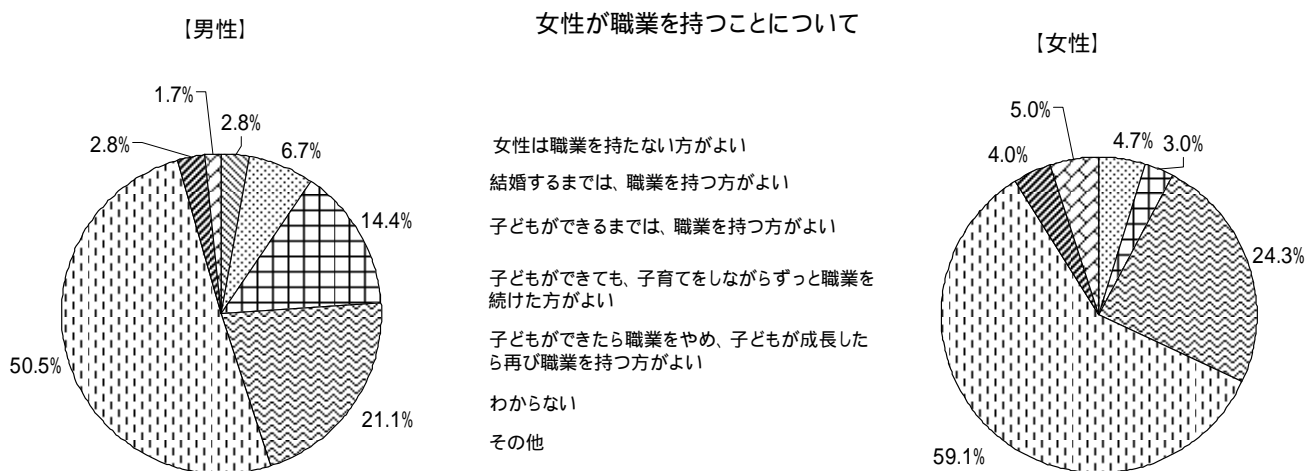 女性が職業を持つことについて
【男性】
1.7%
2.8%
2.8%
6.7%
14.4%
21.1%
50.5%
女性は職業を持たない方がよい
結婚するまでは、職業を持つ方がよい
子どもができるまでは、職業を持つ方がよい
子どもができても、子育てをしながらずっと職業を
続けた方がよい
子どもができたら職業をやめ、子どもが成長した
ら再び職業を持つ方がよい
わからない
その他
【女性】
5.0%
4.0%
4.7%
3.0%
24.3%
59.1%